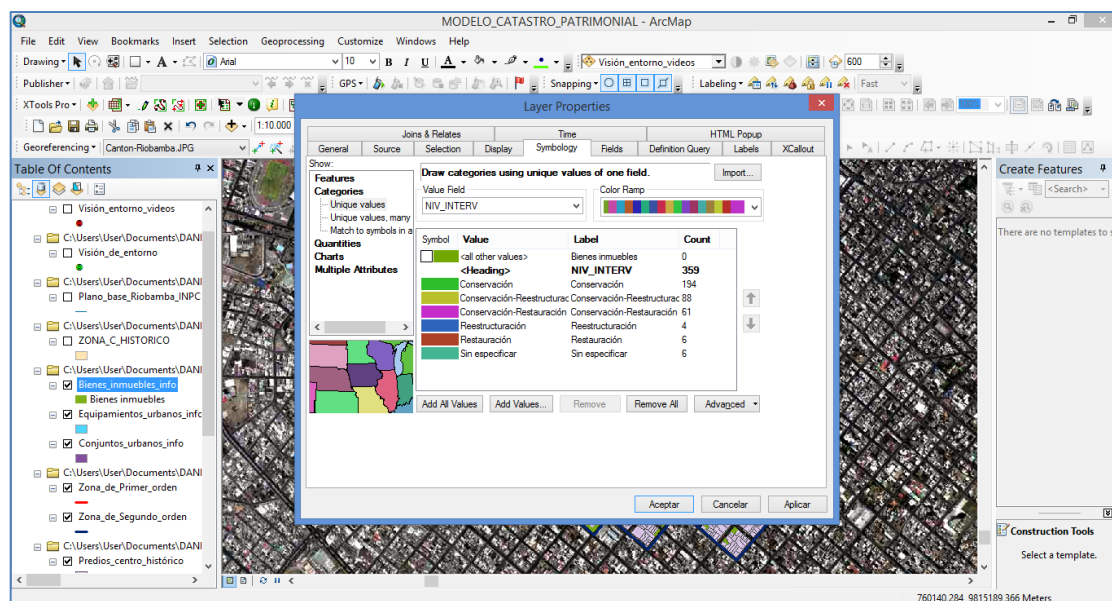 MODELO_CATASTRO_PATRIMONIAL - ArcMap
File Edit View Bookmarks Insert Selection Geoprocessing Customize Windows Help
Drawing Arial 10 B I U A Visión_entorno_videos 600
Publisher GPS Snapping Labeling Fast
XTools Pro 100%
1:10.000
Georeferencing Canton-Riobamba.JPG
Table Of Contents
Visión_entorno_videos
C:\Users\User\Documents\DANI
Visión_de_entorno
C:\Users\User\Documents\DANI
Plano_base_Riobamba_INPC
C:\Users\User\Documents\DANI
ZONA_C_HISTORICO
C:\Users\User\Documents\DANI
Bienes_inmuebles_info
Bienes inmuebles
Equipamientos_urbanos_info
Conjuntos_urbanos_info
C:\Users\User\Documents\DANI
Zona_de_Primer_orden
Zona_de_Segundo_orden
C:\Users\User\Documents\DANI
Predios_centro_histórico
Layer Properties
Joins & Relates Time HTML Popup
General Source Selection Display Symbology Fields Definition Query Labels XCallout
Show:
Features
Categories
Unique values
Unique values, many
Match to symbols in a
Quantities
Charts
Multiple Attributes
Draw categories using unique values of one field.
Import...
Value Field
NIV_INTERV
Color Ramp
Symbol Value Label Count
<all other values> Bienes inmuebles 0
<Heading> NIV_INTERV 359
Conservación Conservación 194
Conservación-Reestructurac Conservación-Reestructurac 88
Conservación-Restauración Conservación-Restauración 61
Reestructuración Reestructuración 4
Restauración Restauración 6
Sin especificar Sin especificar 6
Add All Values Add Values... Remove Remove All Advanced
Aceptar Cancelar Aplicar
Create Features
<Search>
There are no templates to s
Construction Tools
Select a template.
760140,284 9815189,366 Meters